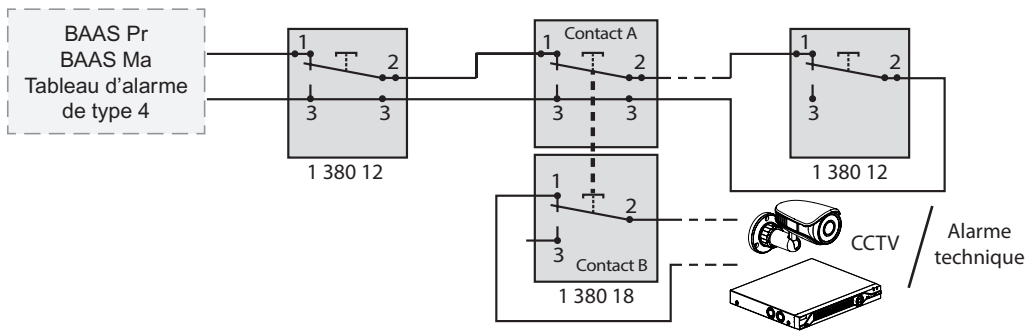 BAAS Pr
BAAS Ma
Tableau d'alarme
de type 4
1
2
3
3
1 380 12
Contact A
1
2
3
3
1
2
3
1 380 12
1
2
3
Contact B
1 380 18
CCTV
Alarme
technique